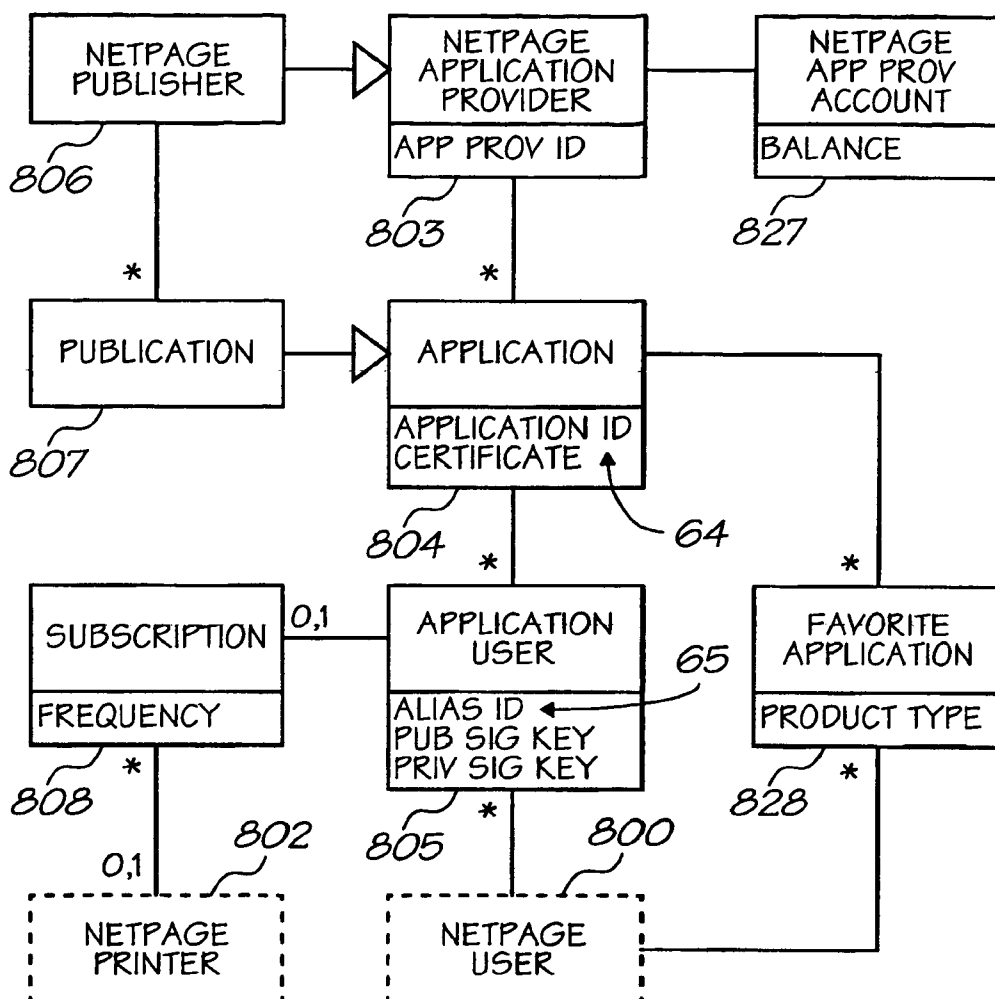 NETPAGE
PUBLISHER
806
NETPAGE
APPLICATION
PROVIDER
APP PROV ID
803
NETPAGE
APP PROV
ACCOUNT
BALANCE
827
*
*
PUBLICATION
807
APPLICATION
APPLICATION ID
CERTIFICATE
804
64
*
*
SUBSCRIPTION
FREQUENCY
808
0,1
APPLICATION
USER
ALIAS ID
PUB SIG KEY
PRIV SIG KEY
805
65
FAVORITE
APPLICATION
PRODUCT TYPE
828
*
*
*
0,1
802
NETPAGE
PRINTER
800
NETPAGE
USER